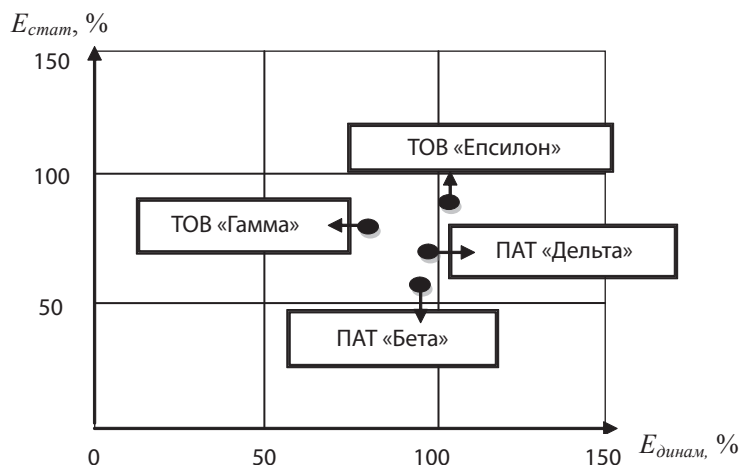 Eстат, %
150
ТОВ «Епсилон»
100
ТОВ «Гамма»
ПАТ «Дельта»
50
ПАТ «Бета»
0 50 100 150 Eдинам, %